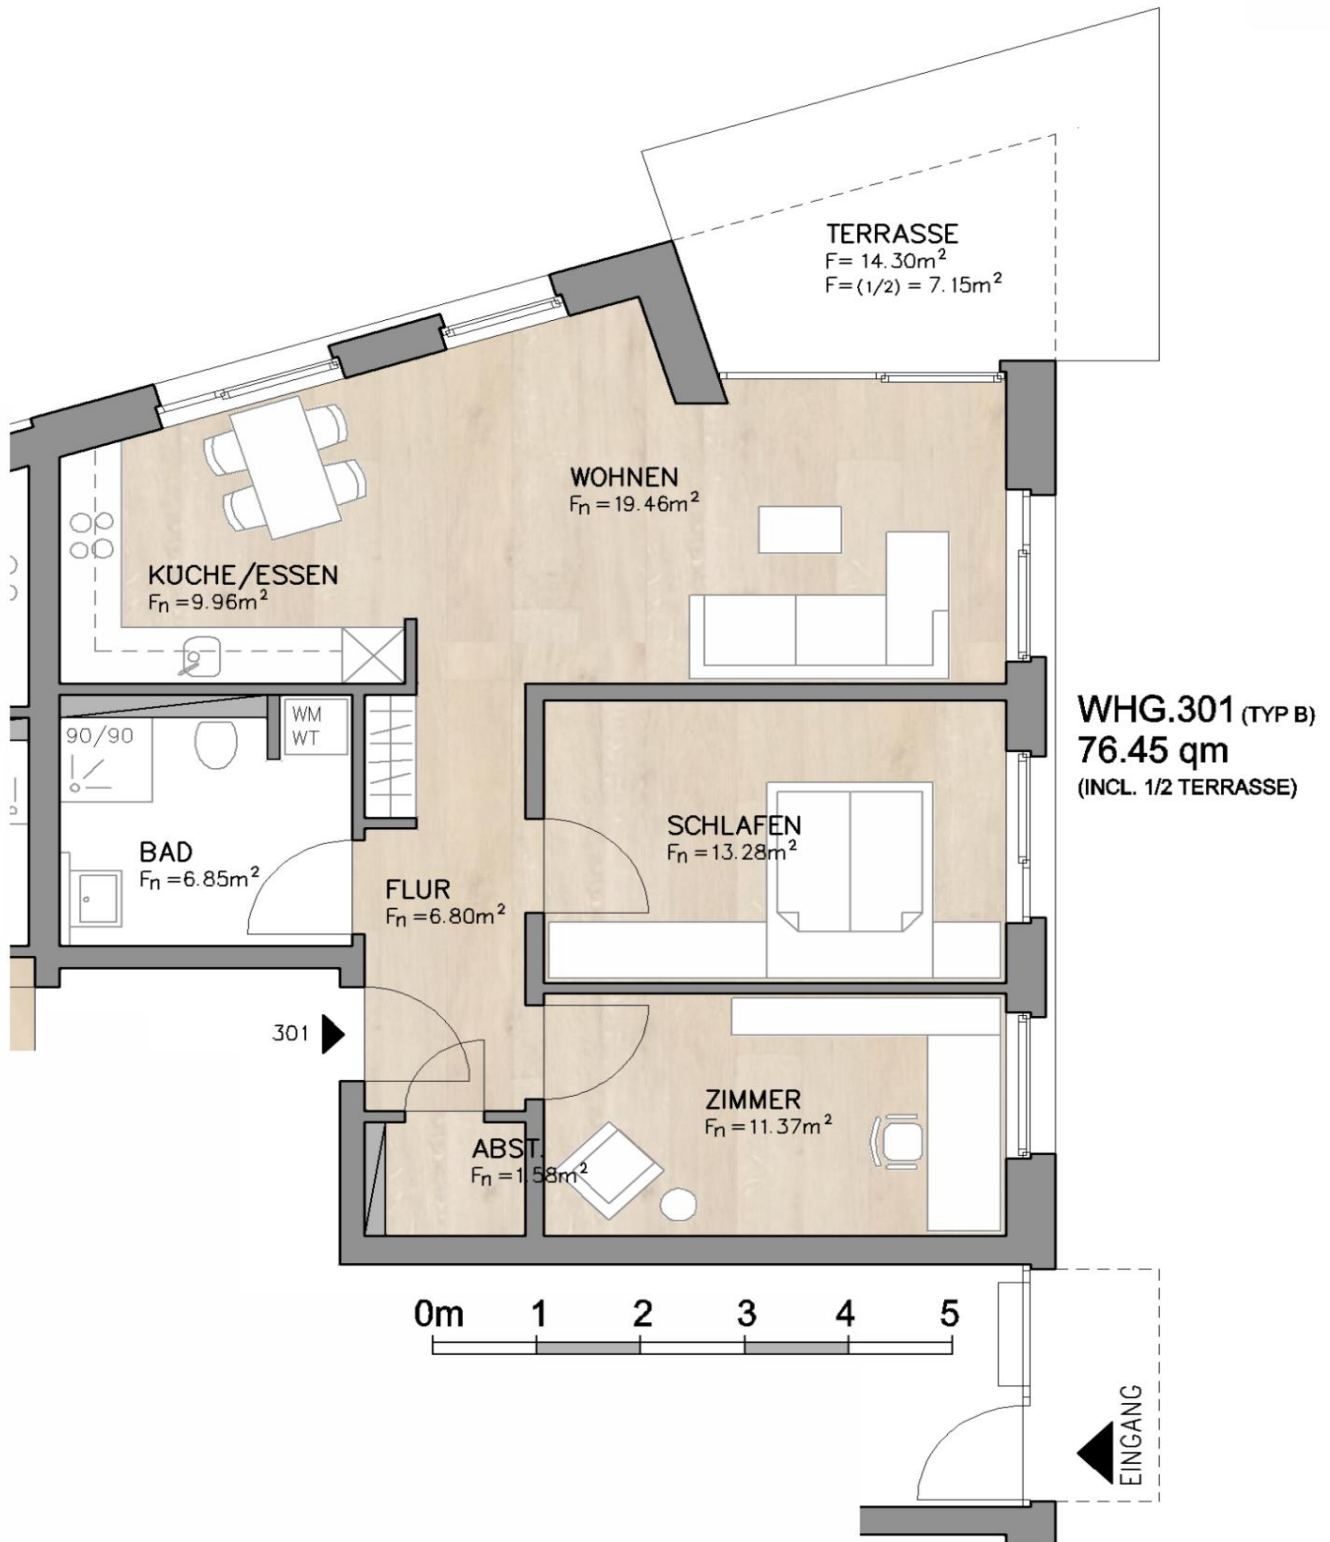 TERRASSE
F= 14.30m²
F=(1/2) = 7.15m²
WOHNEN
Fn =19.46m²
KÜCHE/ESSEN
Fn =9.96m²
WHG.301 (TYP B)
76.45 qm
(INCL. 1/2 TERRASSE)
90/90
WM
WT
SCHLAFEN
Fn =13.28m²
BAD
Fn =6.85m²
FLUR
Fn =6.80m²
301
ZIMMER
Fn =11.37m²
ABST.
Fn =1.58m²
0m 1 2 3 4 5
EINGANG